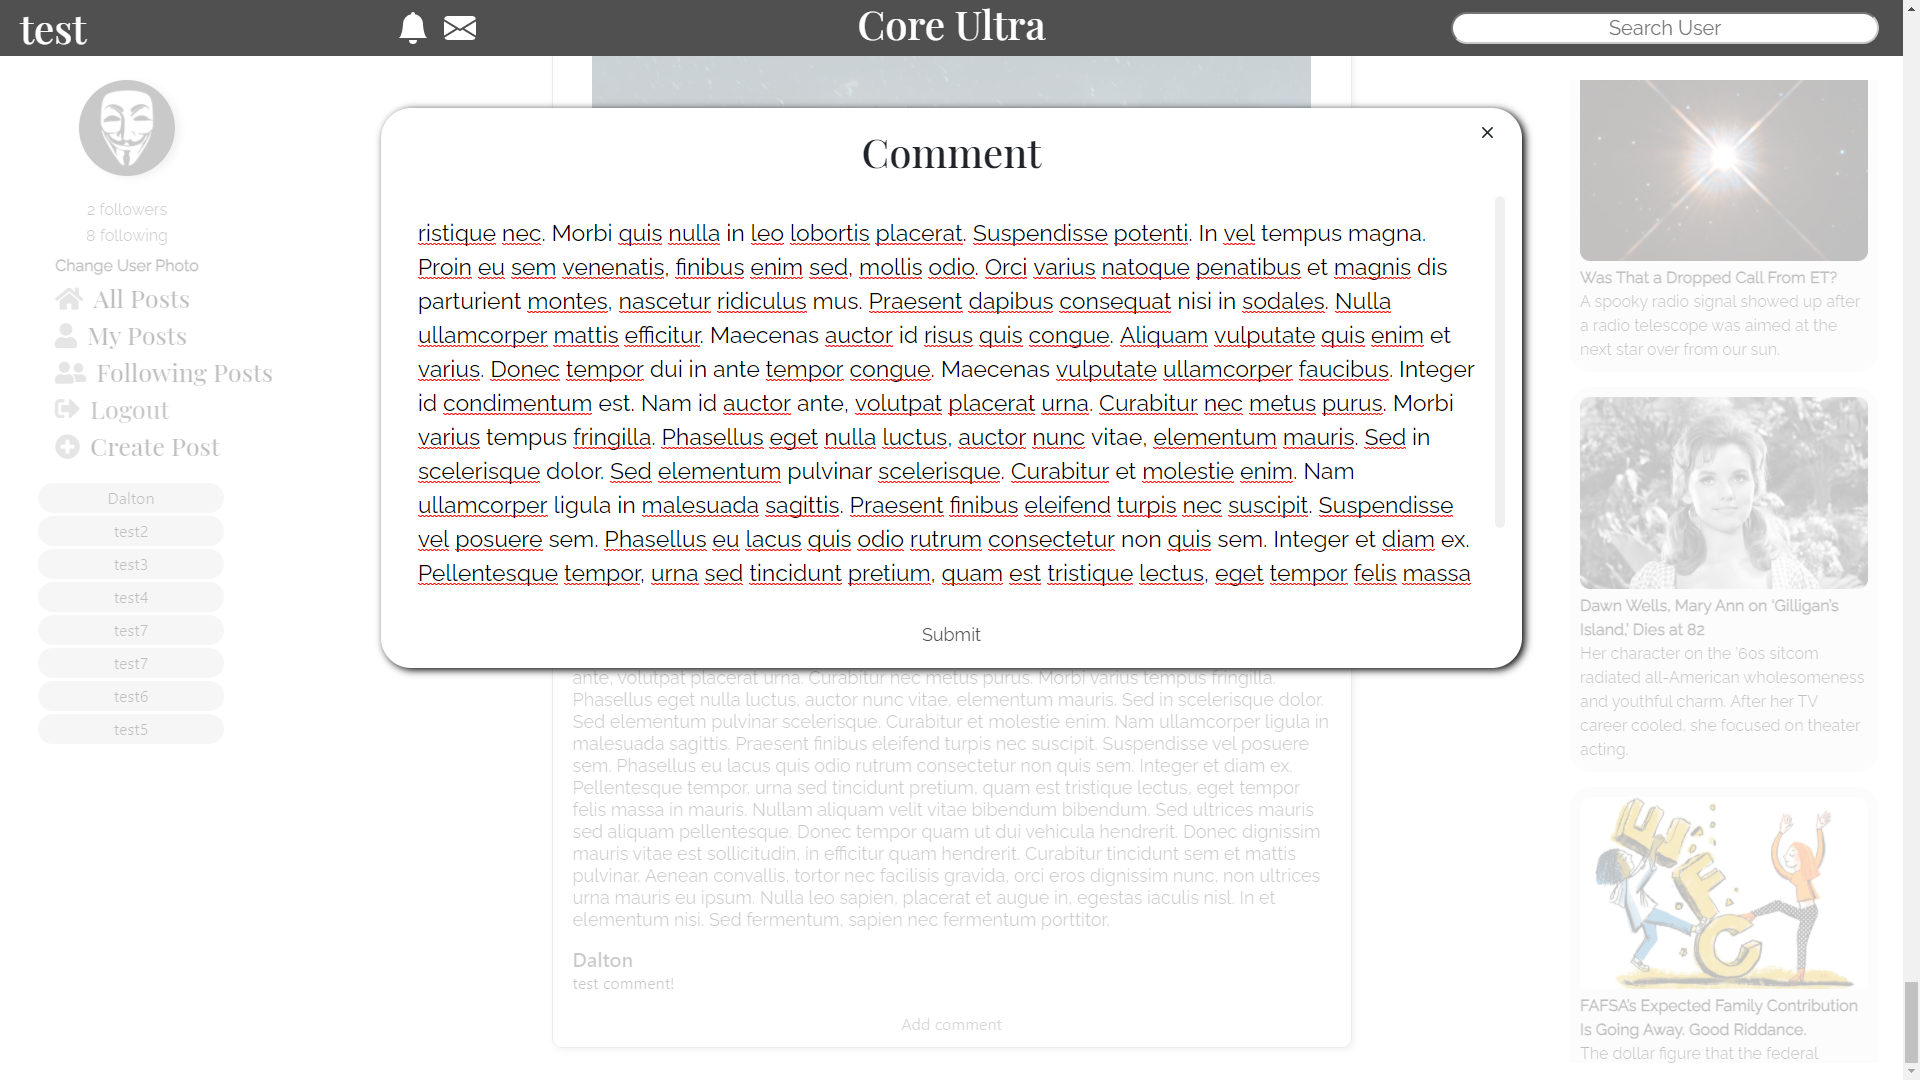 test
Core Ultra
Search User
2 followers
8 following
Change User Photo
All Posts
My Posts
Following Posts
Logout
Create Post
Dalton
test2
test3
test4
test7
test7
test6
test5
Comment
×
ristique nec. Morbi quis nulla in leo lobortis placerat. Suspendisse potenti. In vel tempus magna.
Proin eu sem venenatis, finibus enim sed, mollis odio. Orci varius natoque penatibus et magnis dis
parturient montes, nascetur ridiculus mus. Praesent dapibus consequat nisi in sodales. Nulla
ullamcorper mattis efficitur. Maecenas auctor id risus quis congue. Aliquam vulputate quis enim et
varius. Donec tempor dui in ante tempor congue. Maecenas vulputate ullamcorper faucibus. Integer
id condimentum est. Nam id auctor ante, volutpat placerat urna. Curabitur nec metus purus. Morbi
varius tempus fringilla. Phasellus eget nulla luctus, auctor nunc vitae, elementum mauris. Sed in
scelerisque dolor. Sed elementum pulvinar scelerisque. Curabitur et molestie enim. Nam
ullamcorper ligula in malesuada sagittis. Praesent finibus eleifend turpis nec suscipit. Suspendisse
vel posuere sem. Phasellus eu lacus quis odio rutrum consectetur non quis sem. Integer et diam ex.
Pellentesque tempor, urna sed tincidunt pretium, quam est tristique lectus, eget tempor felis massa
Submit
ante, volutpat placerat urna. Curabitur nec metus purus. Morbi varius tempus fringilla.
Phasellus eget nulla luctus, auctor nunc vitae, elementum mauris. Sed in scelerisque dolor.
Sed elementum pulvinar scelerisque. Curabitur et molestie enim. Nam ullamcorper ligula in
malesuada sagittis. Praesent finibus eleifend turpis nec suscipit. Suspendisse vel posuere
sem. Phasellus eu lacus quis odio rutrum consectetur non quis sem. Integer et diam ex.
Pellentesque tempor, urna sed tincidunt pretium, quam est tristique lectus, eget tempor
felis massa in mauris. Nullam aliquam velit vitae bibendum bibendum. Sed ultrices mauris
sed aliquam pellentesque. Donec tempor quam ut dui vehicula hendrerit. Donec dignissim
mauris vitae est sollicitudin, in efficitur quam hendrerit. Curabitur tincidunt sem et mattis
pulvinar. Aenean convallis, tortor nec facilisis gravida, orci eros dignissim nunc, non ultrices
urna mauris eu ipsum. Nulla leo sapien, placerat et augue in, egestas iaculis nisl. In et
elementum nisi. Sed fermentum, sapien nec fermentum porttitor,
Dalton
test comment!
Add comment
Was That a Dropped Call From ET?
A spooky radio signal showed up after
a radio telescope was aimed at the
next star over from our sun.
Dawn Wells, Mary Ann on ‘Gilligan’s
Island,’ Dies at 82
Her character on the ’60s sitcom
radiated all-American wholesomeness
and youthful charm. After her TV
career cooled, she focused on theater
acting.
EFC
FAFSA’s Expected Family Contribution
Is Going Away. Good Riddance.
The dollar figure that the federal